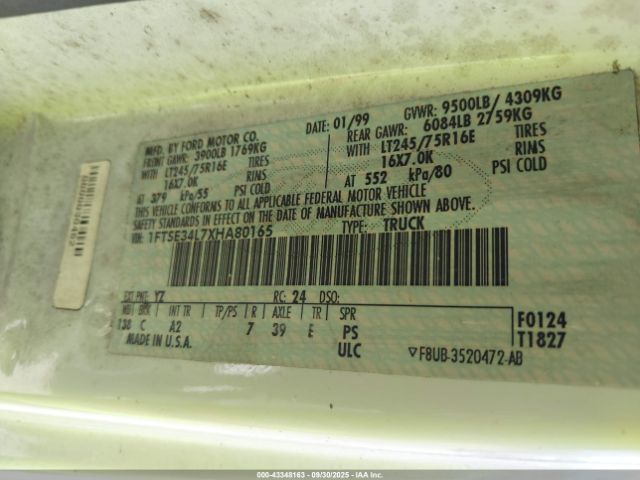 MFD. BY FORD MOTOR CO.
DATE: 01/99 GVWR: 9500LB/ 4309KG
FRONT GAWR: 3900LB 1769KG REAR GAWR: 6084LB 2759KG
WITH LT245/75R16E TIRES WITH LT245/75R16E TIRES
16X7.0K RIMS 16X7.0K RIMS
AT 379 kPa/55 PSI COLD AT 552 kPa/80 PSI COLD
THIS VEHICLE CONFORMS TO ALL APPLICABLE FEDERAL MOTOR VEHICLE
SAFETY STANDARDS IN EFFECT ON THE DATE OF MANUFACTURE SHOWN ABOVE.
VIN: 1FTSE34L7XHA80165 TYPE: TRUCK
EXT PNT: YZ RC: 24 DSO:
WB BRK INT TR TP/PS R AXLE TR SPR
138 C A2 7 39 E PS
MADE IN U.S.A. ULC
F0124
T1827
▽F8UB-3520472-AB
000-43348163 - 09/30/2025 - IAA Inc.